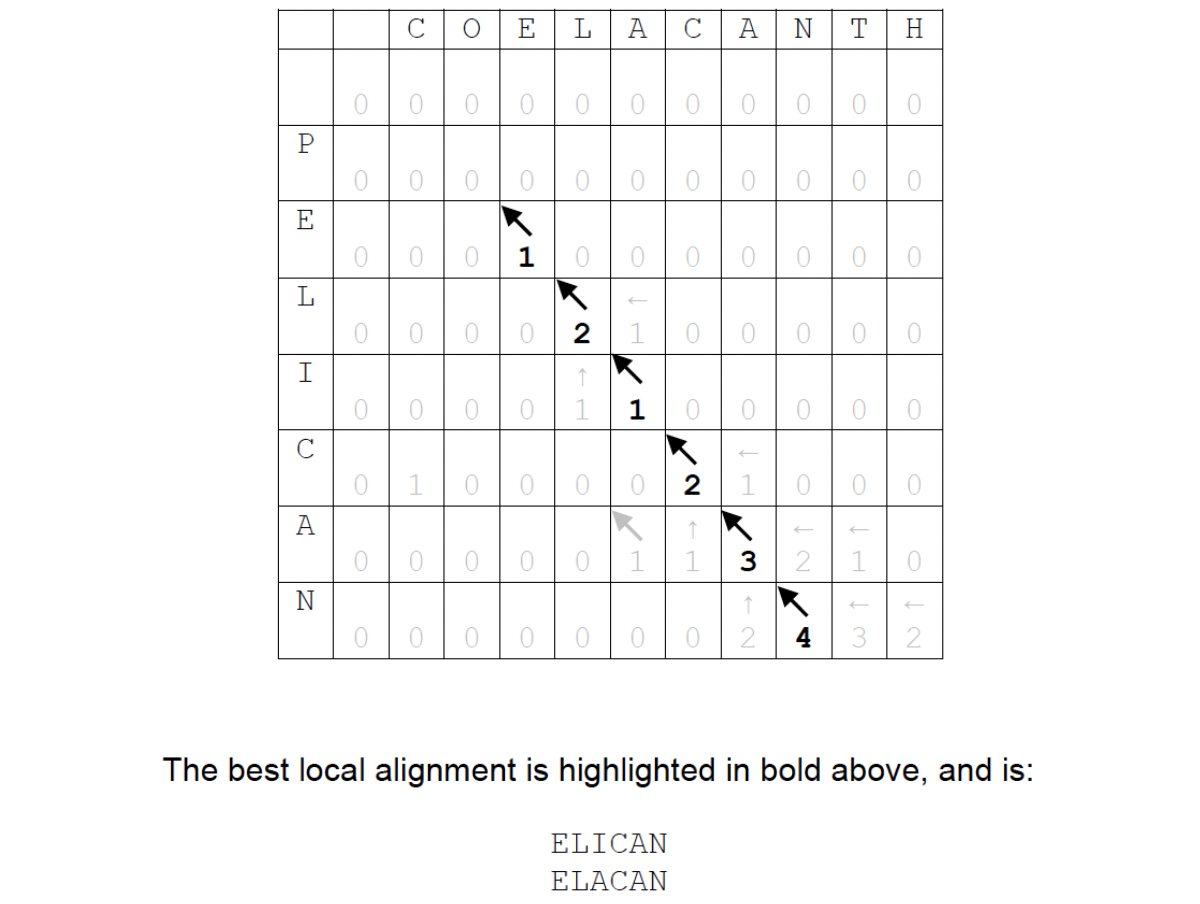 C O E L A C A N T H
0 0 0 0 0 0 0 0 0 0 0
P
0 0 0 0 0 0 0 0 0 0 0
E
0 0 0 1 0 0 0 0 0 0 0
L ←
0 0 0 0 2 1 0 0 0 0 0
I ↑
0 0 0 0 1 1 0 0 0 0 0
C ←
0 1 0 0 0 0 2 1 0 0 0
A ↑ ← ←
0 0 0 0 0 1 1 3 2 1 0
N ↑ ← ←
0 0 0 0 0 0 0 2 4 3 2
The best local alignment is highlighted in bold above, and is:
ELICAN
ELACAN